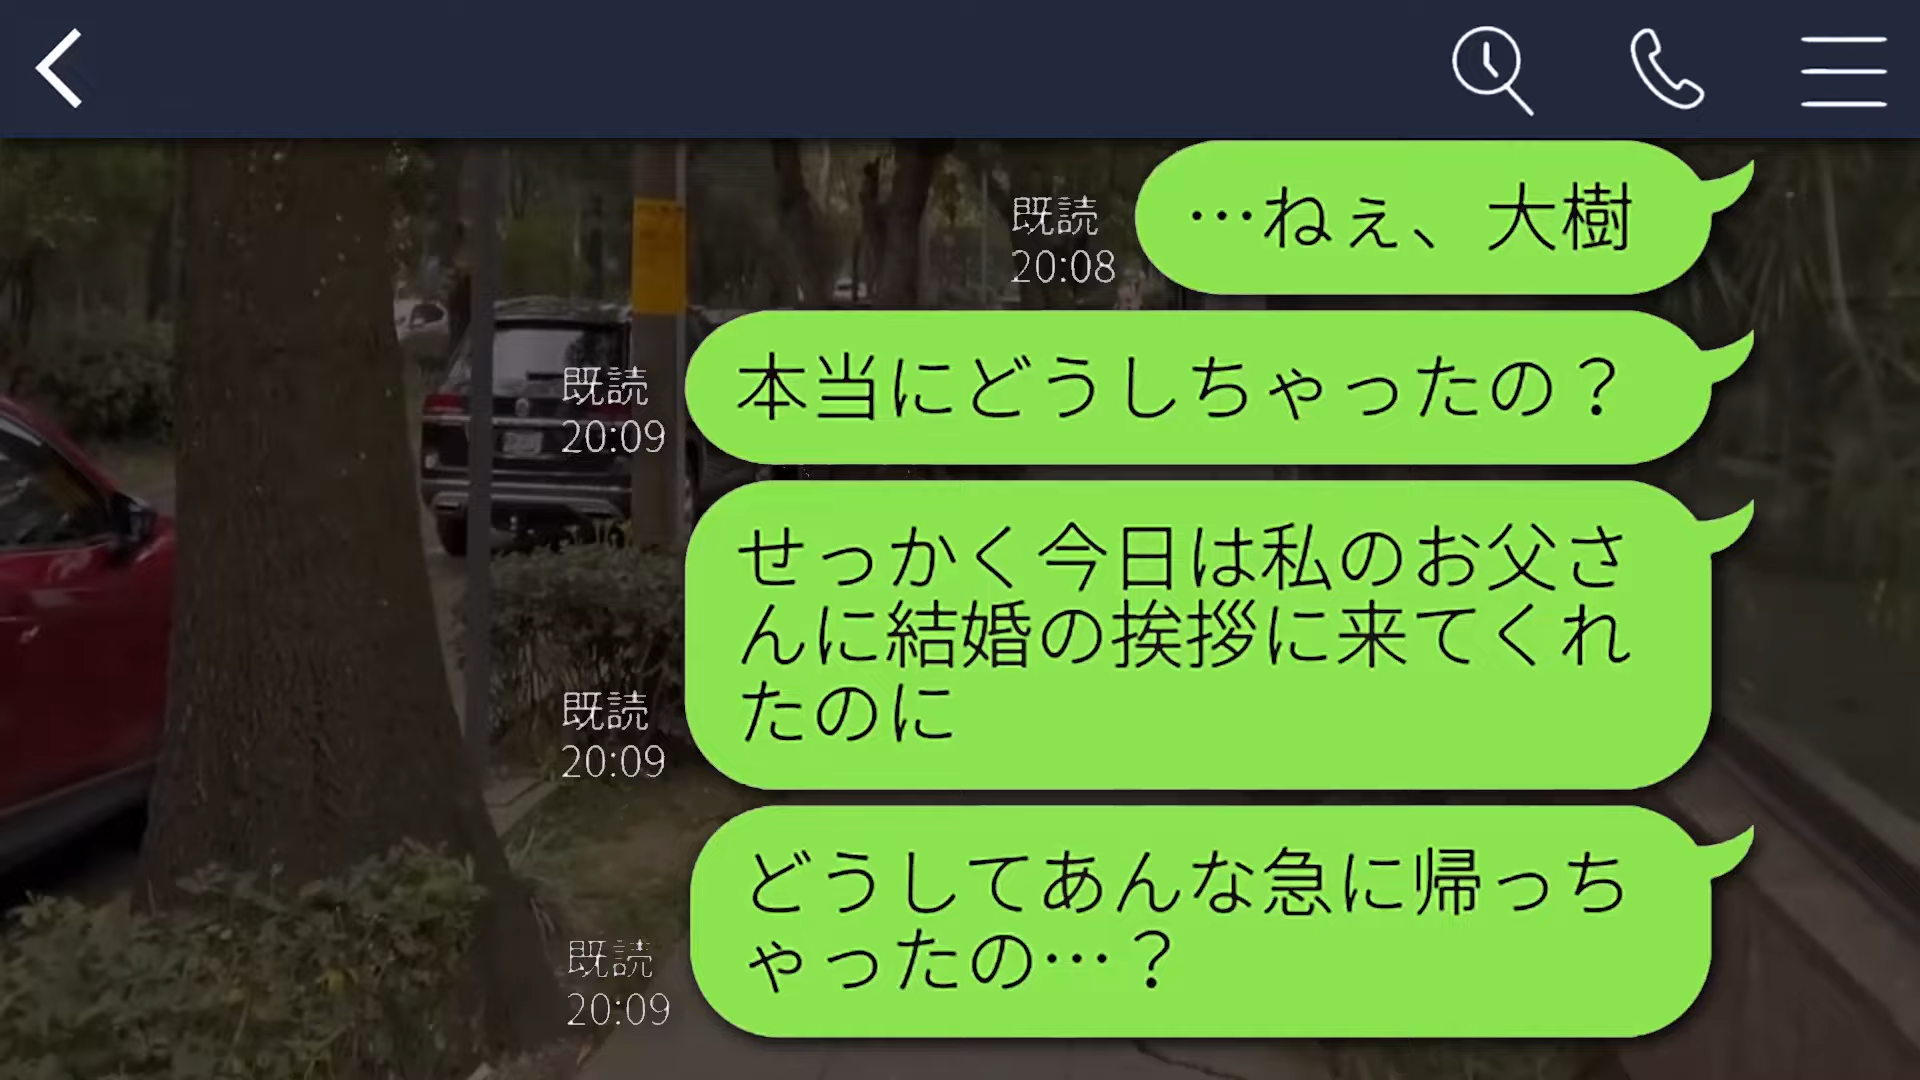 …ねぇ、大樹
既読
20:08
本当にどうしちゃったの？
既読
20:09
せっかく今日は私のお父さ
んに結婚の挨拶に来てくれ
たのに
既読
20:09
どうしてあんな急に帰っち
ゃったの…？
既読
20:09